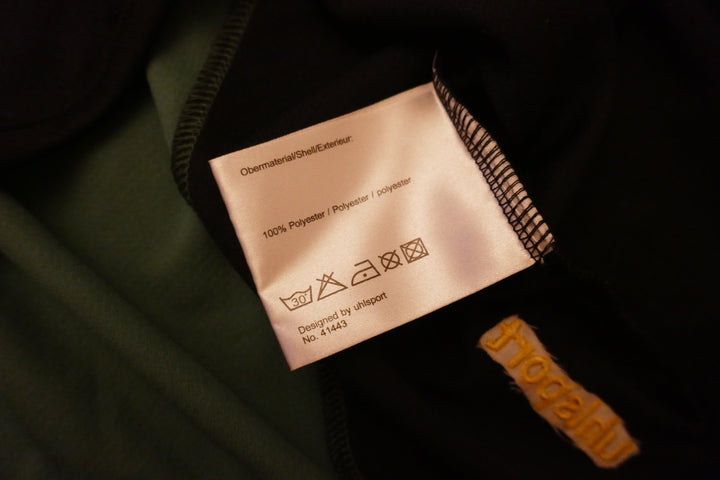 Obermaterial/Shell/Exterieur:
100% Polyester / Polyester / polyester
30°
Designed by uhlsport
No. 41443
uhlsport